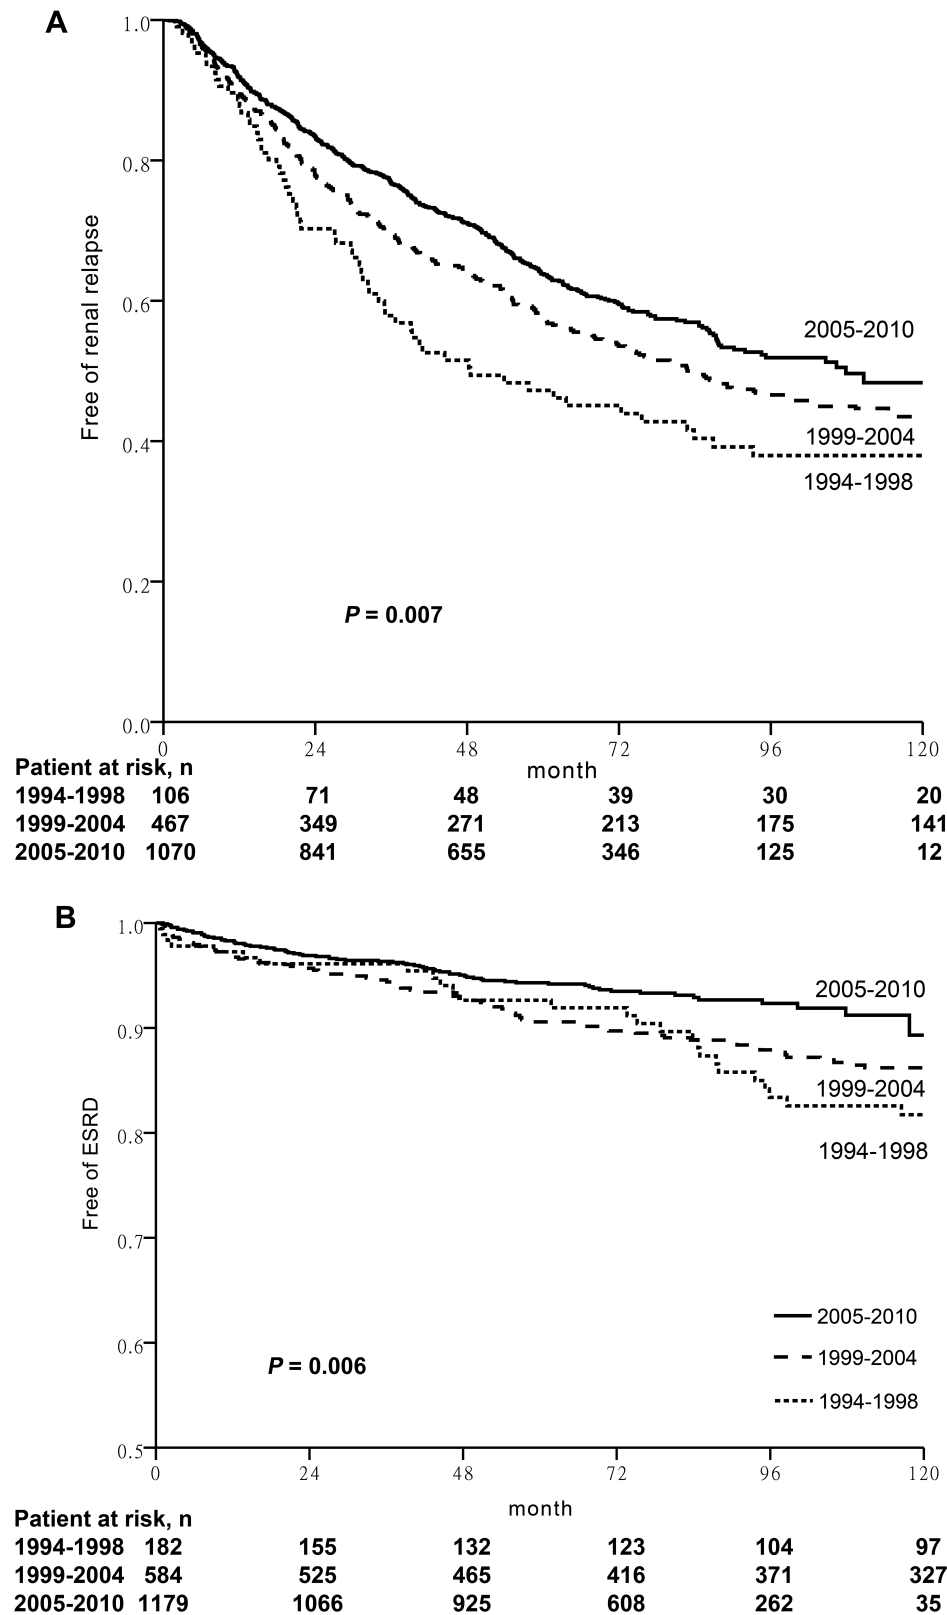 A
1.0
0.8
0.6
0.4
0.2
0.0
Free of renal relapse
2005-2010
1999-2004
1994-1998
P = 0.007
0 24 48 72 96 120
month
Patient at risk, n
1994-1998 106 71 48 39 30 20
1999-2004 467 349 271 213 175 141
2005-2010 1070 841 655 346 125 12
B
1.0
0.9
0.8
0.7
0.6
0.5
Free of ESRD
2005-2010
1999-2004
1994-1998
2005-2010
1999-2004
1994-1998
P = 0.006
0 24 48 72 96 120
month
Patient at risk, n
1994-1998 182 155 132 123 104 97
1999-2004 584 525 465 416 371 327
2005-2010 1179 1066 925 608 262 35